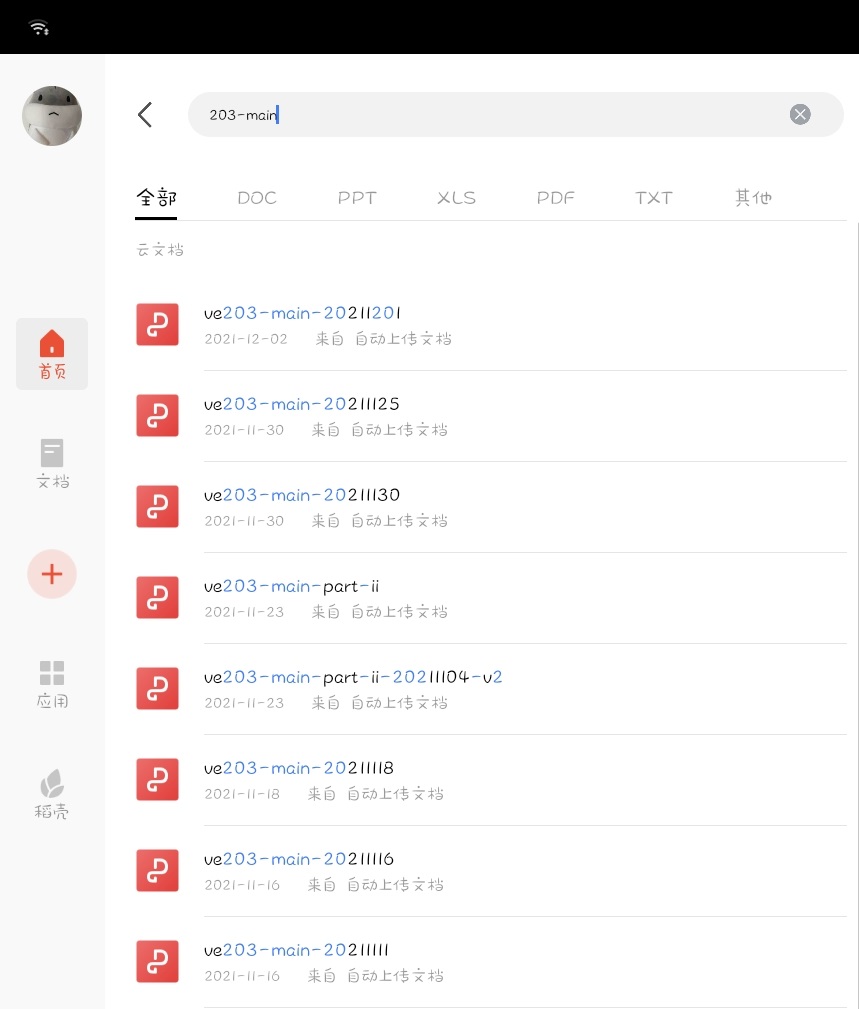 203-main
全部 DOC PPT XLS PDF TXT 其他
云文档
ve203-main-20211201
2021-12-02 来自 自动上传文档
首页
ve203-main-20211125
2021-11-30 来自 自动上传文档
文档
ve203-main-20211130
2021-11-30 来自 自动上传文档
ve203-main-part-ii
2021-11-23 来自 自动上传文档
ve203-main-part-ii-20211104-v2
2021-11-23 来自 自动上传文档
应用
ve203-main-20211118
2021-11-18 来自 自动上传文档
稻壳
ve203-main-20211116
2021-11-16 来自 自动上传文档
ve203-main-20211111
2021-11-16 来自 自动上传文档